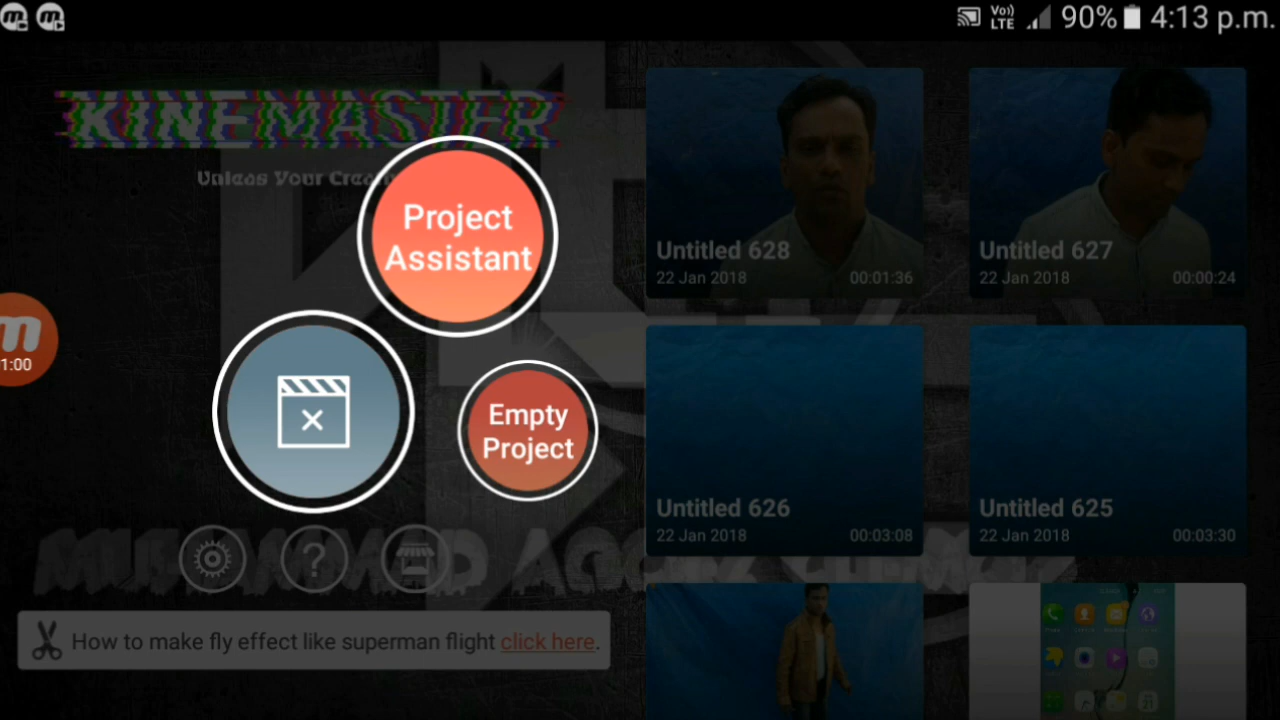 Vo)) LTE 90% 4:13 p.m.
KINEMASTER
Project
Assistant
1:00
Empty
Project
Untitled 628
22 Jan 2018 00:01:36
Untitled 627
22 Jan 2018 00:00:24
Untitled 626
22 Jan 2018 00:03:08
Untitled 625
22 Jan 2018 00:03:30
How to make fly effect like superman flight click here.